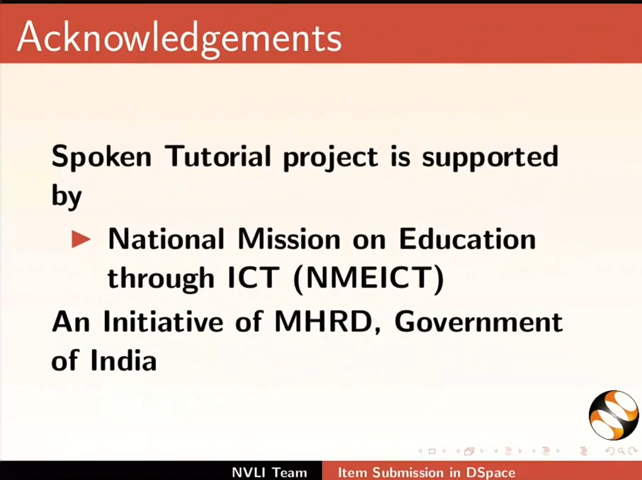 Acknowledgements
Spoken Tutorial project is supported
by
National Mission on Education
through ICT (NMEICT)
An Initiative of MHRD, Government
of India
NVLI Team
Item Submission in DSpace